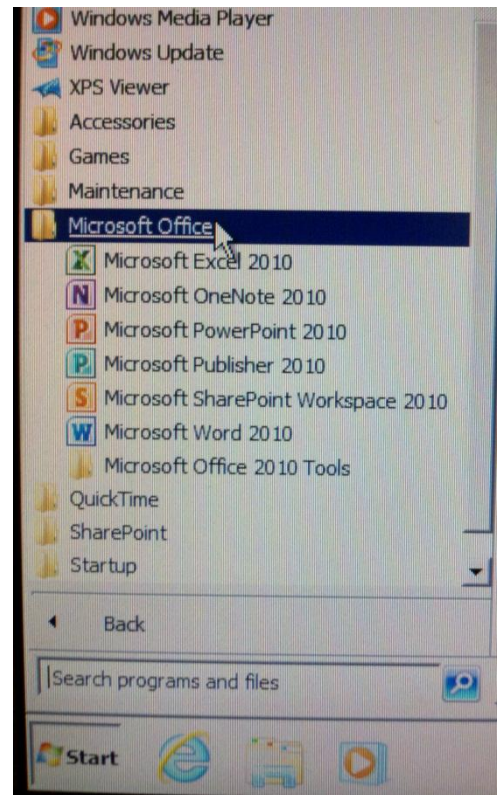 Windows Media Player
Windows Update
XPS Viewer
Accessories
Games
Maintenance
Microsoft Office
Microsoft Excel 2010
Microsoft OneNote 2010
Microsoft PowerPoint 2010
Microsoft Publisher 2010
Microsoft SharePoint Workspace 2010
Microsoft Word 2010
Microsoft Office 2010 Tools
QuickTime
SharePoint
Startup
Back
Search programs and files
Start